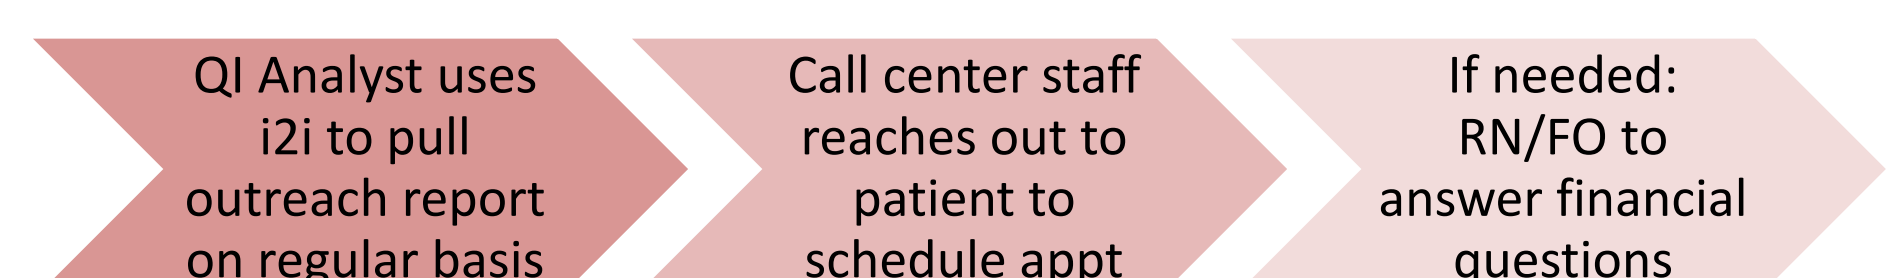 QI Analyst uses
i2i to pull
outreach report
on regular basis
Call center staff
reaches out to
patient to
schedule appt
If needed:
RN/FO to
answer financial
questions